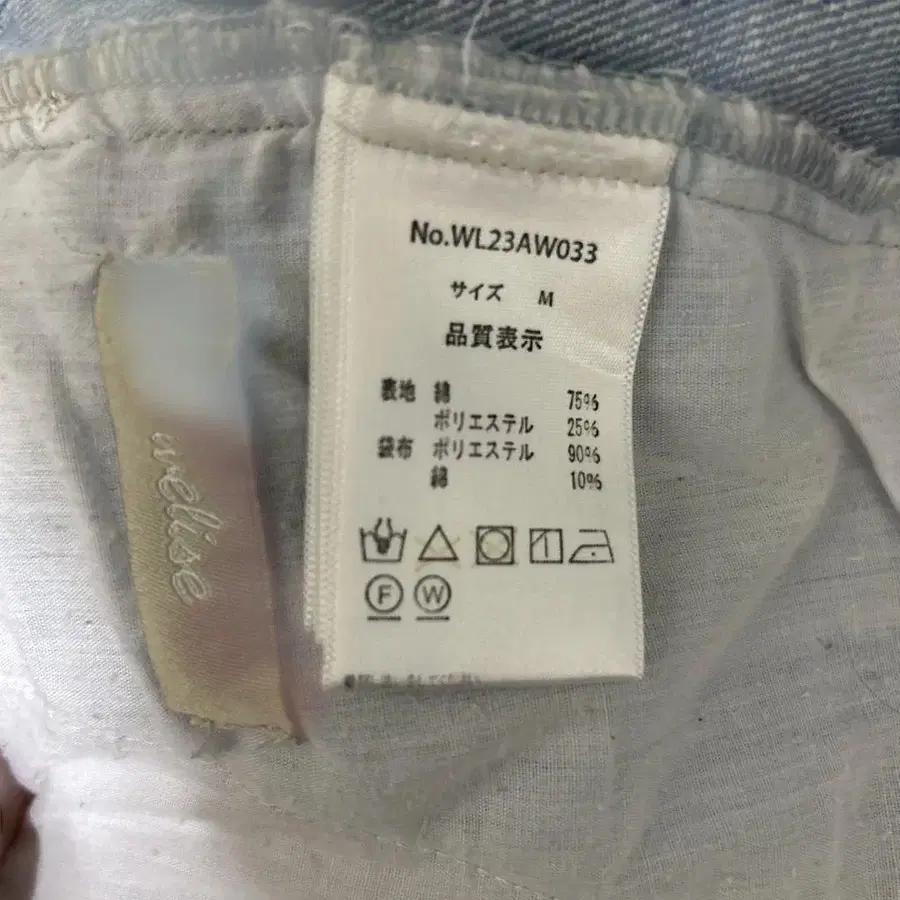 wélise
No.WL23AW033
サイズ M
品質表示
表地 綿 75%
ポリエステル 25%
袋布 ポリエステル 90%
綿 10%
F W